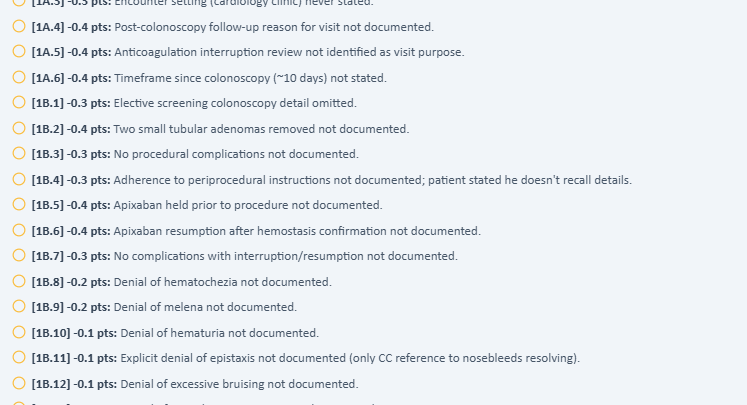 [1A.3] -0.3 pts: Encounter setting (cardiology clinic) never stated.
[1A.4] -0.4 pts: Post-colonoscopy follow-up reason for visit not documented.
[1A.5] -0.4 pts: Anticoagulation interruption review not identified as visit purpose.
[1A.6] -0.4 pts: Timeframe since colonoscopy (~10 days) not stated.
[1B.1] -0.3 pts: Elective screening colonoscopy detail omitted.
[1B.2] -0.4 pts: Two small tubular adenomas removed not documented.
[1B.3] -0.3 pts: No procedural complications not documented.
[1B.4] -0.3 pts: Adherence to periprocedural instructions not documented; patient stated he doesn't recall details.
[1B.5] -0.4 pts: Apixaban held prior to procedure not documented.
[1B.6] -0.4 pts: Apixaban resumption after hemostasis confirmation not documented.
[1B.7] -0.3 pts: No complications with interruption/resumption not documented.
[1B.8] -0.2 pts: Denial of hematochezia not documented.
[1B.9] -0.2 pts: Denial of melena not documented.
[1B.10] -0.1 pts: Denial of hematuria not documented.
[1B.11] -0.1 pts: Explicit denial of epistaxis not documented (only CC reference to nosebleeds resolving).
[1B.12] -0.1 pts: Denial of excessive bruising not documented.